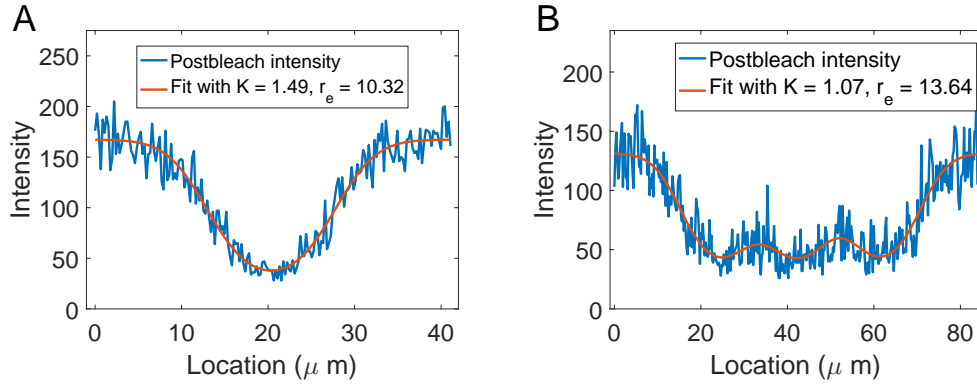 A
250
200
150
100
50
0
Intensity
Postbleach intensity
Fit with K = 1.49, r_e = 10.32
0 10 20 30 40
Location (μ m)
B
200
150
100
50
0
Intensity
Postbleach intensity
Fit with K = 1.07, r_e = 13.64
0 20 40 60 80
Location (μ m)